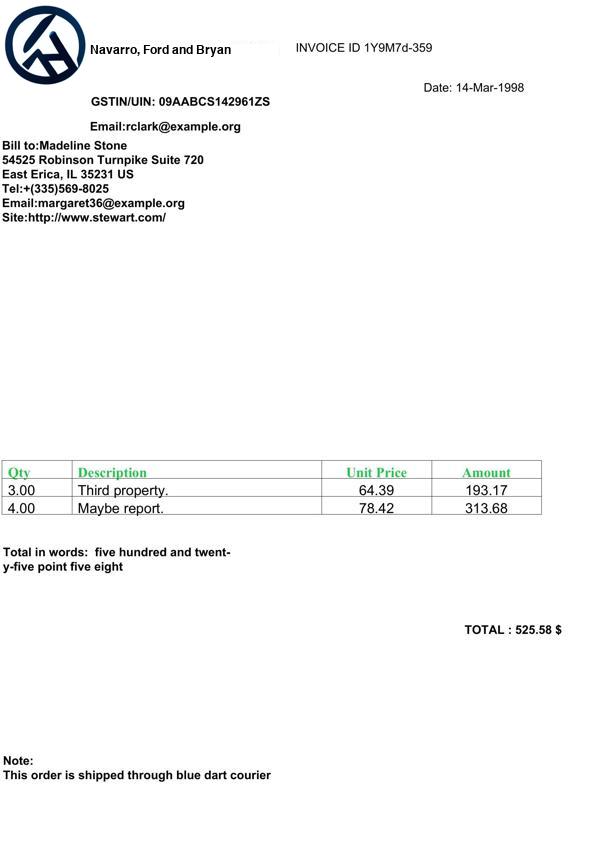 Navarro, Ford and Bryan
INVOICE ID 1Y9M7d-359
Date: 14-Mar-1998
GSTIN/UIN: 09AABCS142961ZS
Email:rclark@example.org
Bill to:Madeline Stone
54525 Robinson Turnpike Suite 720
East Erica, IL 35231 US
Tel:+(335)569-8025
Email:margaret36@example.org
Site:http://www.stewart.com/
Qty Description Unit Price Amount
3.00 Third property. 64.39 193.17
4.00 Maybe report. 78.42 313.68
Total in words: five hundred and twent-
y-five point five eight
TOTAL : 525.58 $
Note:
This order is shipped through blue dart courier